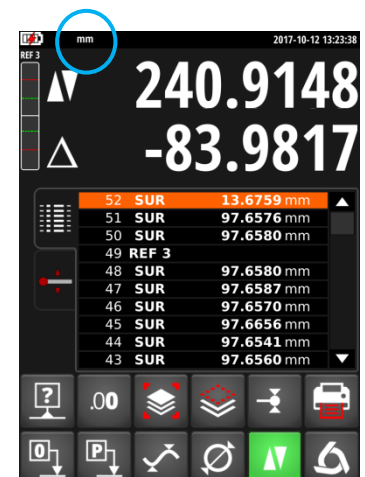 mm 2017-10-12 13:23:38
REF 3
240.9148
-83.9817
52 SUR 13.6759 mm
51 SUR 97.6576 mm
50 SUR 97.6580 mm
49 REF 3
48 SUR 97.6580 mm
47 SUR 97.6587 mm
46 SUR 97.6570 mm
45 SUR 97.6656 mm
44 SUR 97.6541 mm
43 SUR 97.6560 mm
? .00
0 P